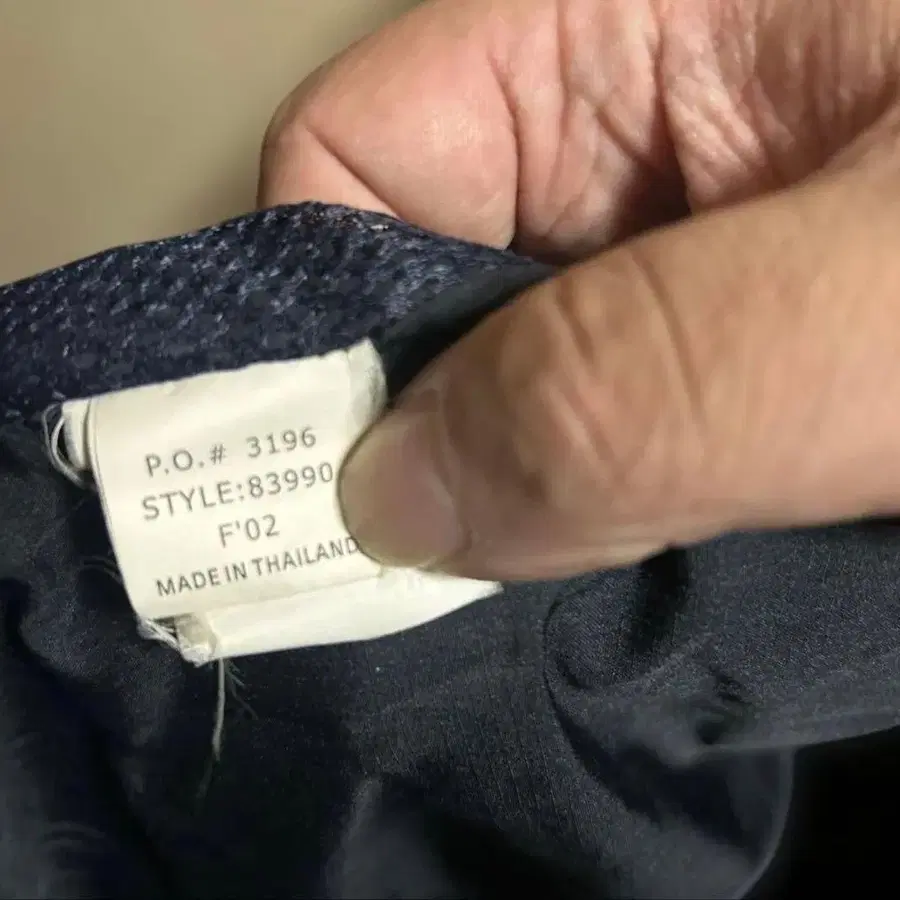 P.O.# 3196
STYLE:83990
F'02
MADE IN THAILAND